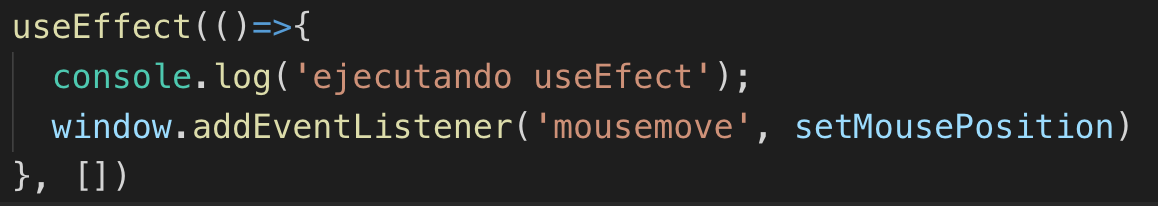 useEffect(()=>{
console.log('ejecutando useEfect');
window.addEventListener('mousemove', setMousePosition)
}, [])